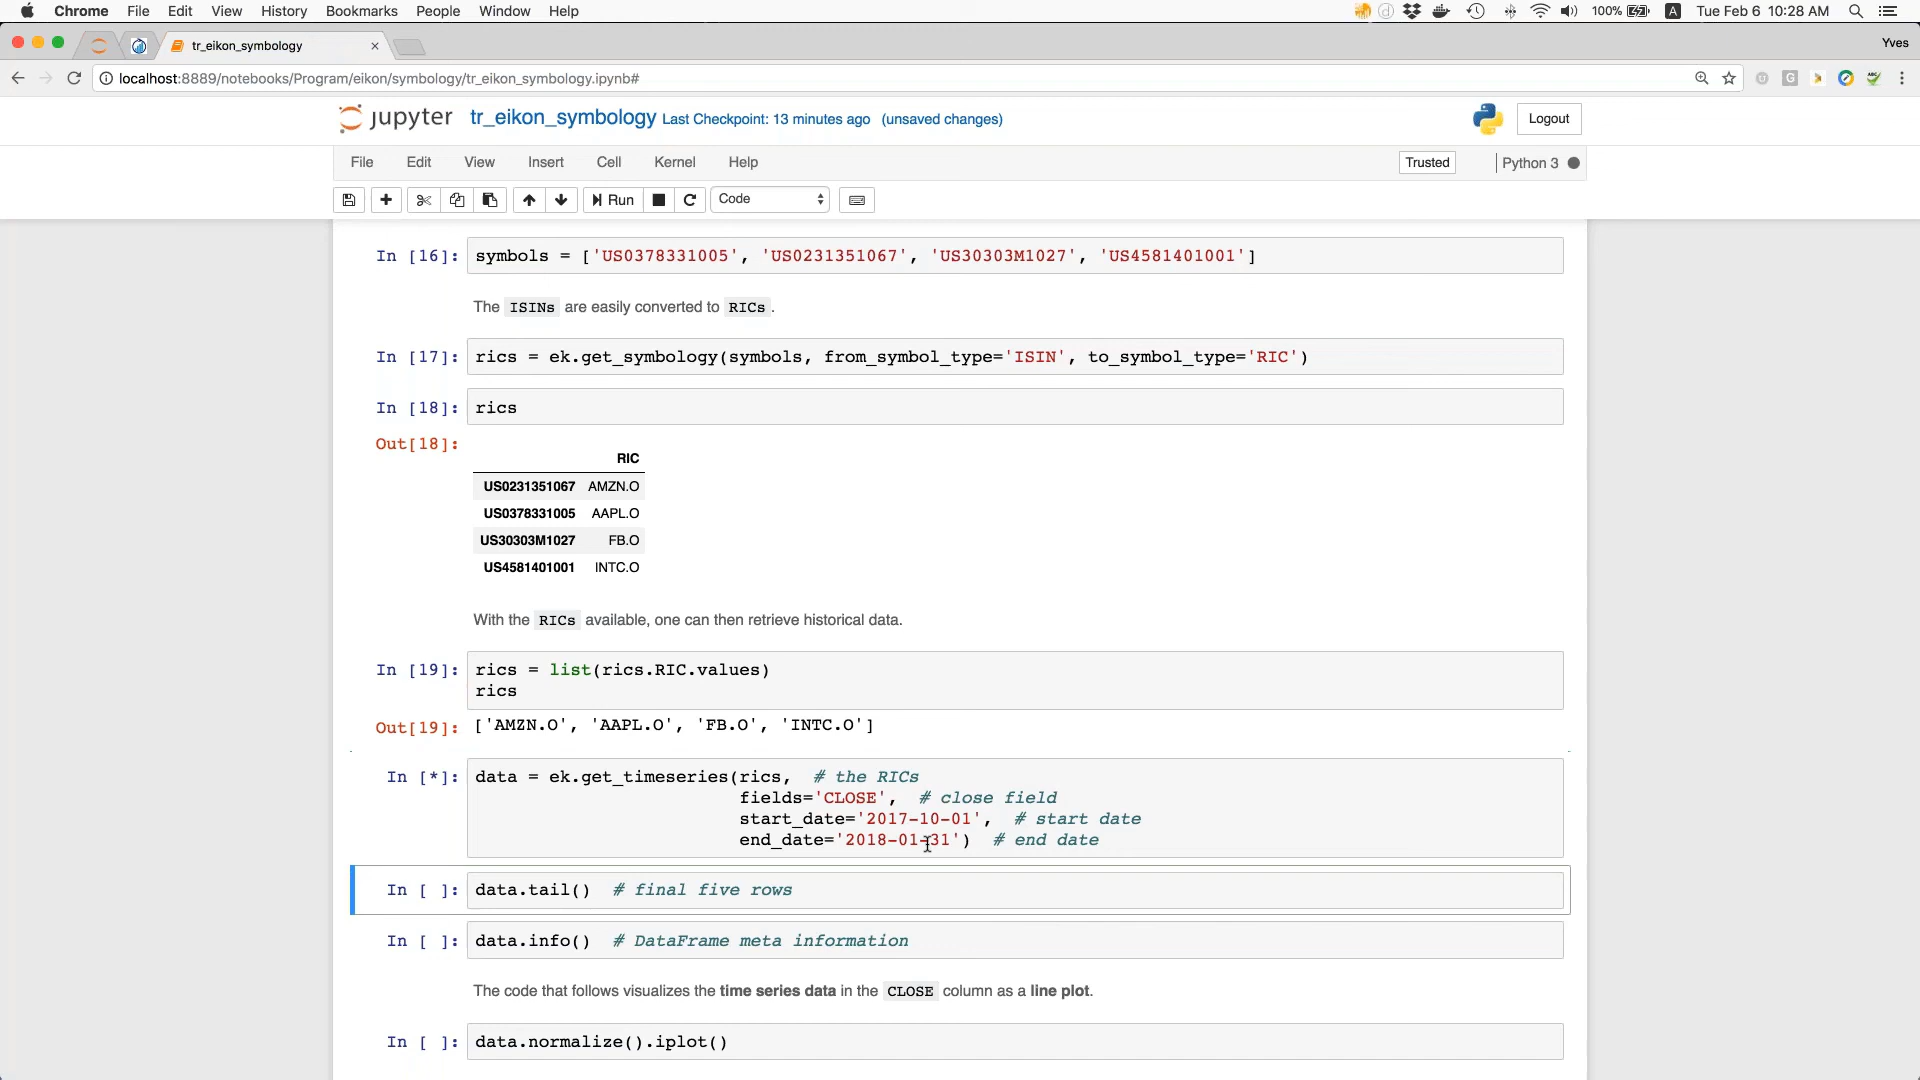 Chrome File Edit View History Bookmarks People Window Help 100% A Tue Feb 6 10:28 AM
tr_eikon_symbology Yves
localhost:8889/notebooks/Program/eikon/symbology/tr_eikon_symbology.ipynb#
jupyter tr_eikon_symbology Last Checkpoint: 13 minutes ago (unsaved changes) Logout
File Edit View Insert Cell Kernel Help Trusted Python 3
Run Code
In [16]: symbols = ['US0378331005', 'US0231351067', 'US30303M1027', 'US4581401001']
The ISINs are easily converted to RICs.
In [17]: rics = ek.get_symbology(symbols, from_symbol_type='ISIN', to_symbol_type='RIC')
In [18]: rics
Out[18]:
RIC
US0231351067 AMZN.O
US0378331005 AAPL.O
US30303M1027 FB.O
US4581401001 INTC.O
With the RICs available, one can then retrieve historical data.
In [19]: rics = list(rics.RIC.values)
rics
Out[19]: ['AMZN.O', 'AAPL.O', 'FB.O', 'INTC.O']
In [*]: data = ek.get_timeseries(rics, # the RICs
fields='CLOSE', # close field
start_date='2017-10-01', # start date
end_date='2018-01-31') # end date
In [ ]: data.tail() # final five rows
In [ ]: data.info() # DataFrame meta information
The code that follows visualizes the time series data in the CLOSE column as a line plot.
In [ ]: data.normalize().iplot()